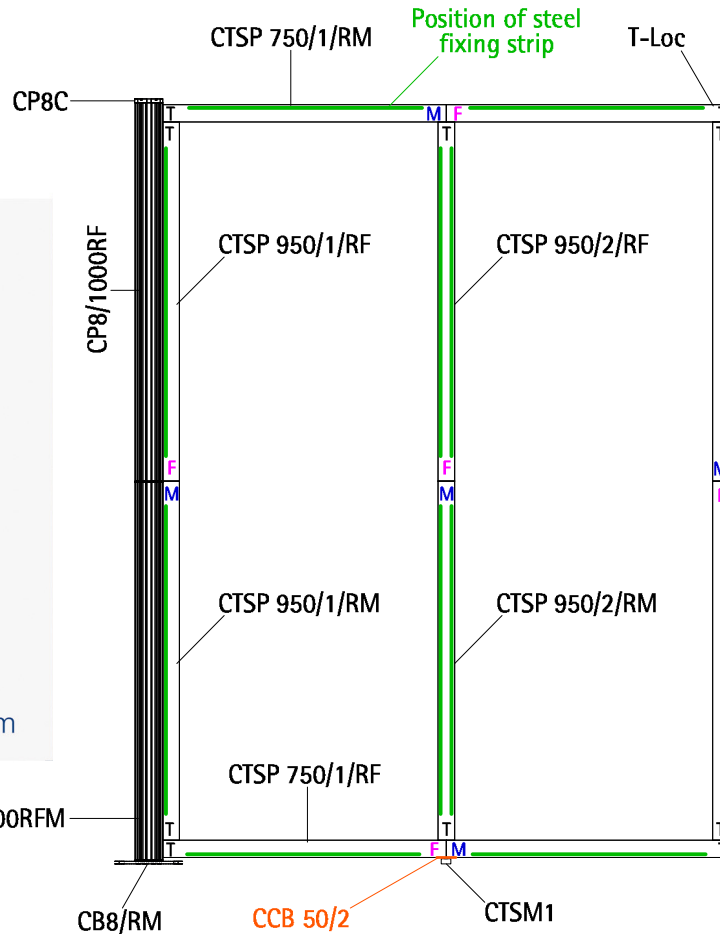 Position of steel
fixing strip
CTSP 750/1/RM
T-Loc
CP8C
T
M
F
T
T
T
CP8/1000RF
CTSP 950/1/RF
CTSP 950/2/RF
F
F
M
M
M
CTSP 950/1/RM
CTSP 950/2/RM
m
CTSP 750/1/RF
00RFM
T
T
T
T
F
M
CB8/RM
CCB 50/2
CTSM1